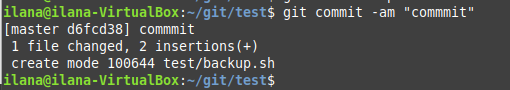 ilana@ilana-VirtualBox:~/git/test$ git commit -am "commmit"
[master d6fcd38] commmit
 1 file changed, 2 insertions(+)
 create mode 100644 test/backup.sh
ilana@ilana-VirtualBox:~/git/test$